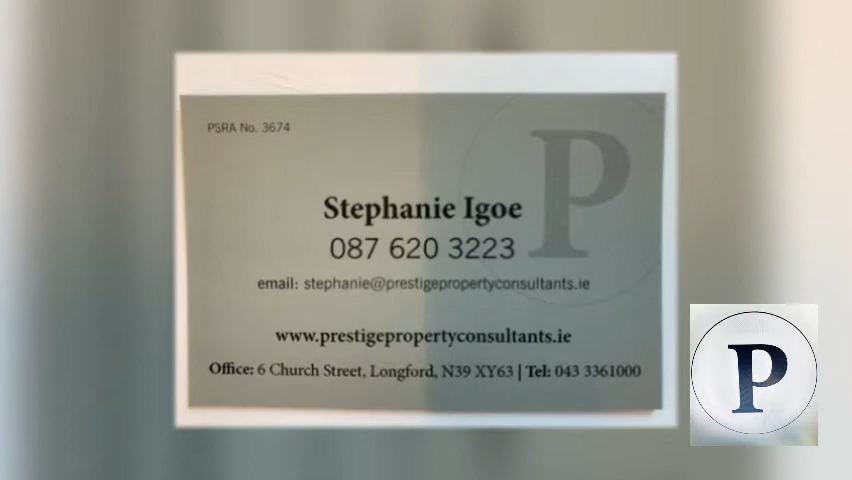 PSRA No. 3674
P
Stephanie Igoe
087 620 3223
email: stephanie@prestigepropertyconsultants.ie
www.prestigepropertyconsultants.ie
Office: 6 Church Street, Longford, N39 XY63 | Tel: 043 3361000
P